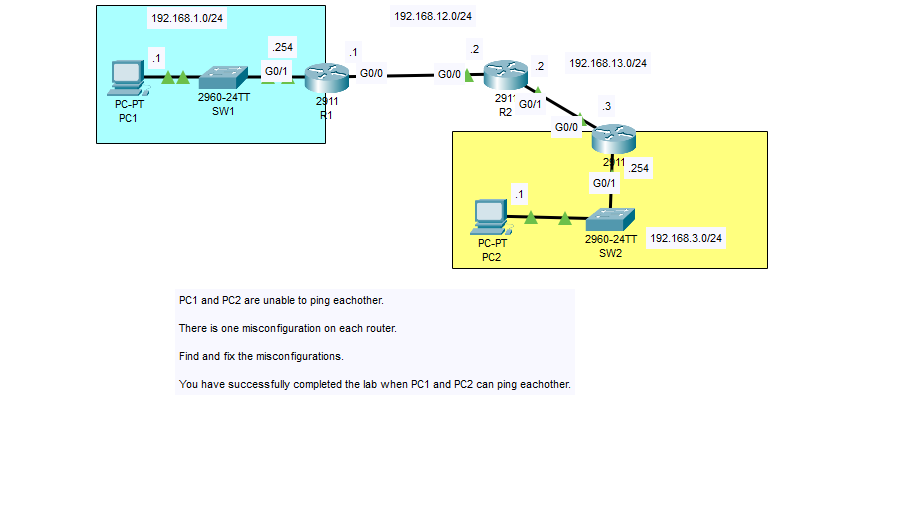 192.168.1.0/24
192.168.12.0/24
.254
.1
.2
.1
G0/1
G0/0
G0/0
.2
192.168.13.0/24
PC-PT
PC1
2960-24TT
SW1
2911
R1
2911
R2
G0/1
.3
G0/0
2911
.254
G0/1
.1
PC-PT
PC2
2960-24TT
SW2
192.168.3.0/24
PC1 and PC2 are unable to ping eachother.
There is one misconfiguration on each router.
Find and fix the misconfigurations.
You have successfully completed the lab when PC1 and PC2 can ping eachother.